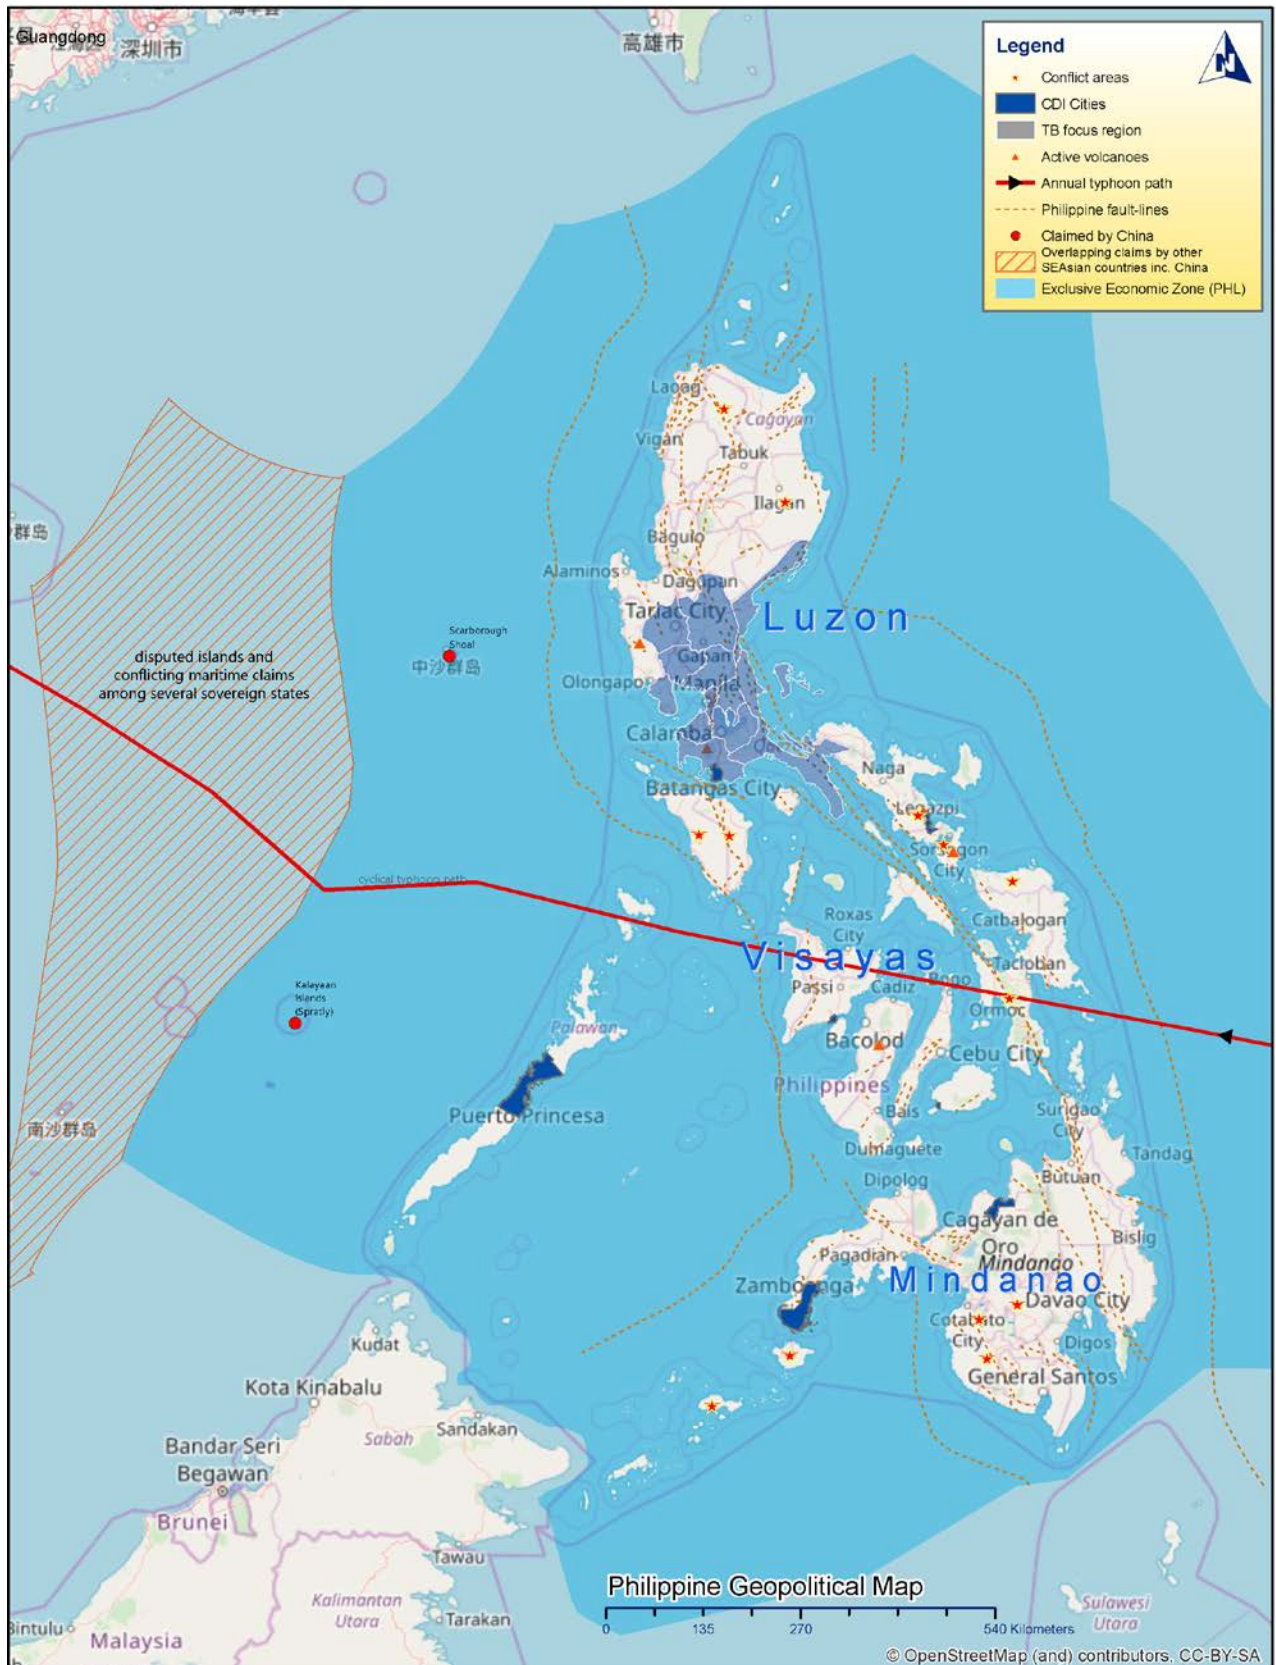 Guangdong
深圳市
高雄市
Legend
N
Conflict areas
CDI Cities
TB focus region
Active volcanoes
Annual typhoon path
Philippine fault-lines
Claimed by China
Overlapping claims by other
SEAsian countries inc. China
Exclusive Economic Zone (PHL)
Laoag
Cagayan
Vigan
Tabuk
Ilagan
群岛
Baguio
Alaminos
Dagupan
Tarlac City
Luzon
Scarborough
Shoal
中沙群岛
disputed islands and
conflicting maritime claims
among several sovereign states
Gapan
Olongapo
Manila
Calamba
Naga
Batangas City
Legazpi
Sorsogon
City
cyclical typhoon path
Roxas
City
Catbalogan
Visayas
Tacloban
Passi
Cadiz
Bogo
Ormoc
Kalayaan
Islands
(Spratly)
Palawan
Bacolod
Cebu City
Philippines
Puerto Princesa
Bais
Surigao
City
南沙群岛
Dumaguete
Tandag
Dipolog
Butuan
Cagayan de
Oro
Bislig
Pagadian
Mindanao
Zamboanga
Mindanao
Davao City
Cotabato
City
Digos
General Santos
Kudat
Kota Kinabalu
Sandakan
Sabah
Bandar Seri
Begawan
Brunei
Tawau
Philippine Geopolitical Map
Kalimantan
Utara
Tarakan
0 135 270 540 Kilometers
Sulawesi
Utara
Bintulu
Malaysia
© OpenStreetMap (and) contributors, CC-BY-SA